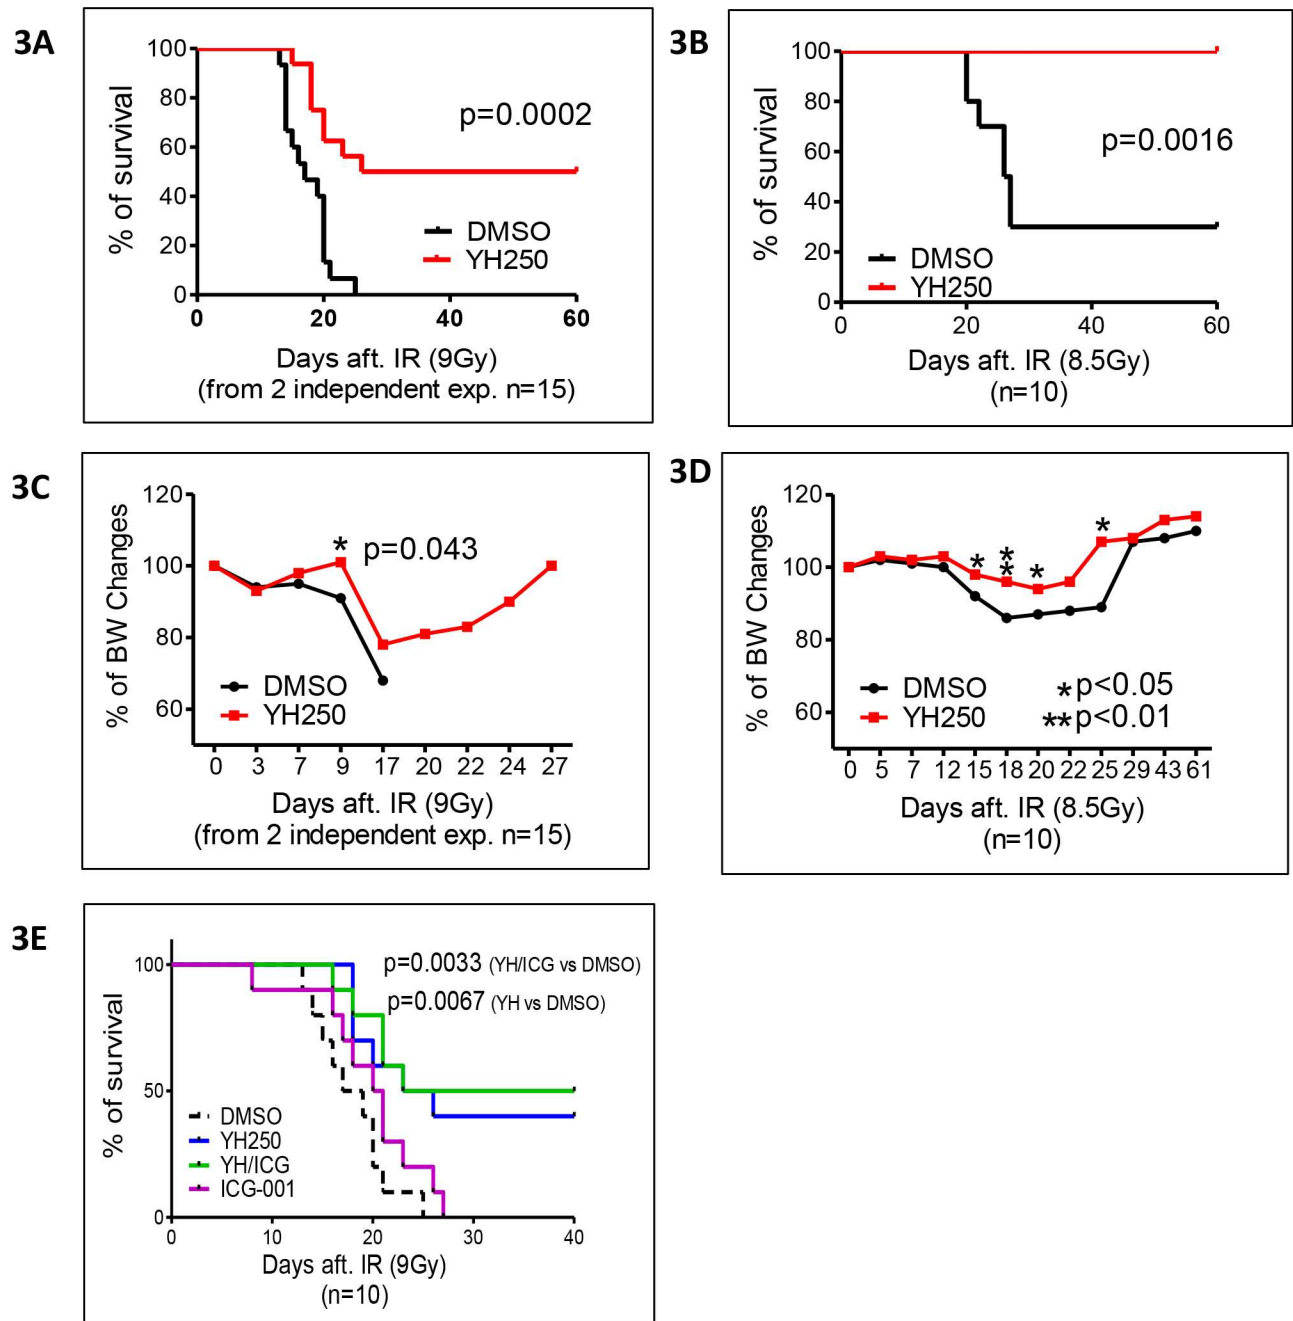 3A
100
80
60
40
20
0
% of survival
p=0.0002
DMSO
YH250
0 20 40 60
Days aft. IR (9Gy)
(from 2 independent exp. n=15)
3B
100
80
60
40
20
0
% of survival
p=0.0016
DMSO
YH250
0 20 40 60
Days aft. IR (8.5Gy)
(n=10)
3C
120
100
80
60
% of BW Changes
* p=0.043
DMSO
YH250
0 3 7 9 17 20 22 24 27
Days aft. IR (9Gy)
(from 2 independent exp. n=15)
3D
120
100
80
60
% of BW Changes
* ** * *
DMSO
YH250
*p<0.05
**p<0.01
0 5 7 12 15 18 20 22 25 29 43 61
Days aft. IR (8.5Gy)
(n=10)
3E
100
50
0
% of survival
p=0.0033 (YH/ICG vs DMSO)
p=0.0067 (YH vs DMSO)
DMSO
YH250
YH/ICG
ICG-001
0 10 20 30 40
Days aft. IR (9Gy)
(n=10)